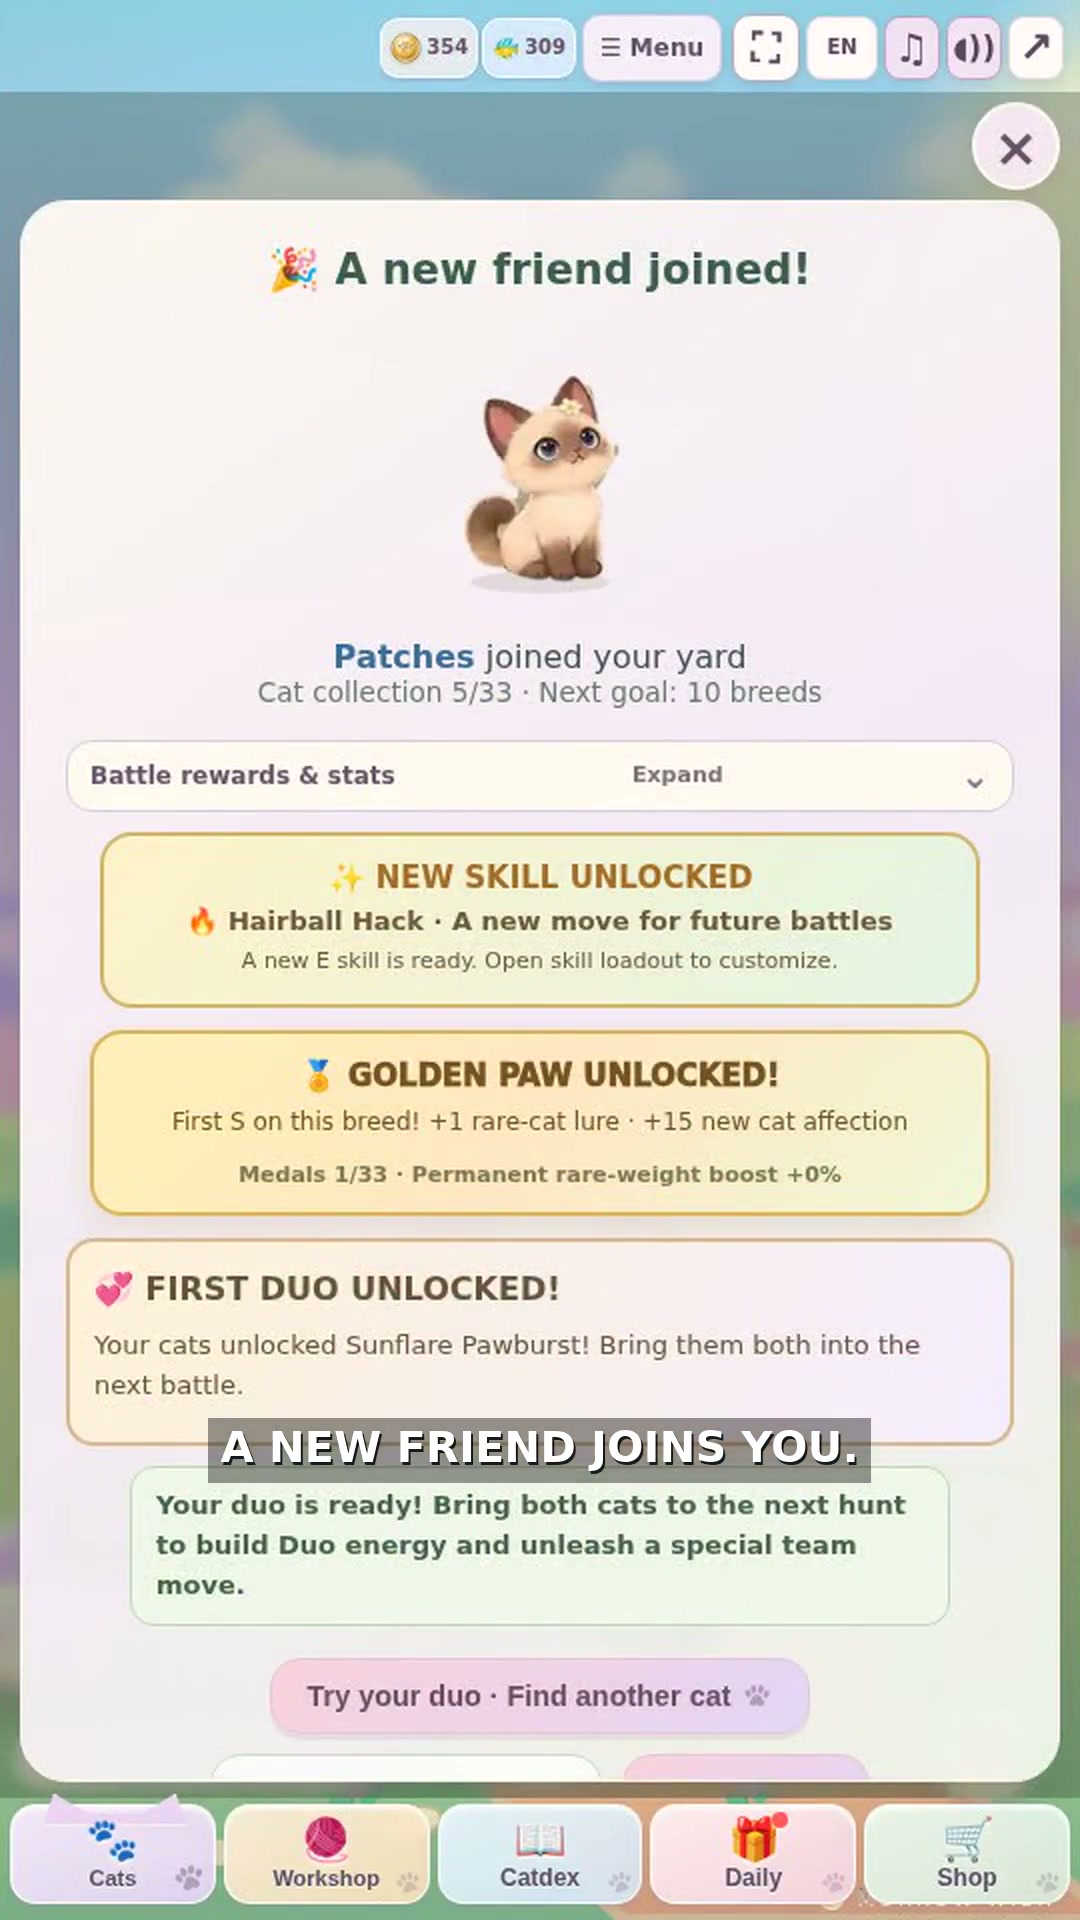 354
309
☰ Menu
EN
🎉 A new friend joined!
Patches joined your yard
Cat collection 5/33 · Next goal: 10 breeds
Battle rewards & stats
Expand
✨ NEW SKILL UNLOCKED
🔥 Hairball Hack · A new move for future battles
A new E skill is ready. Open skill loadout to customize.
🏅 GOLDEN PAW UNLOCKED!
First S on this breed! +1 rare-cat lure · +15 new cat affection
Medals 1/33 · Permanent rare-weight boost +0%
💞 FIRST DUO UNLOCKED!
Your cats unlocked Sunflare Pawburst! Bring them both into the
next battle.
A NEW FRIEND JOINS YOU.
Your duo is ready! Bring both cats to the next hunt
to build Duo energy and unleash a special team
move.
Try your duo · Find another cat 🐾
Cats
Workshop
Catdex
Daily
Shop